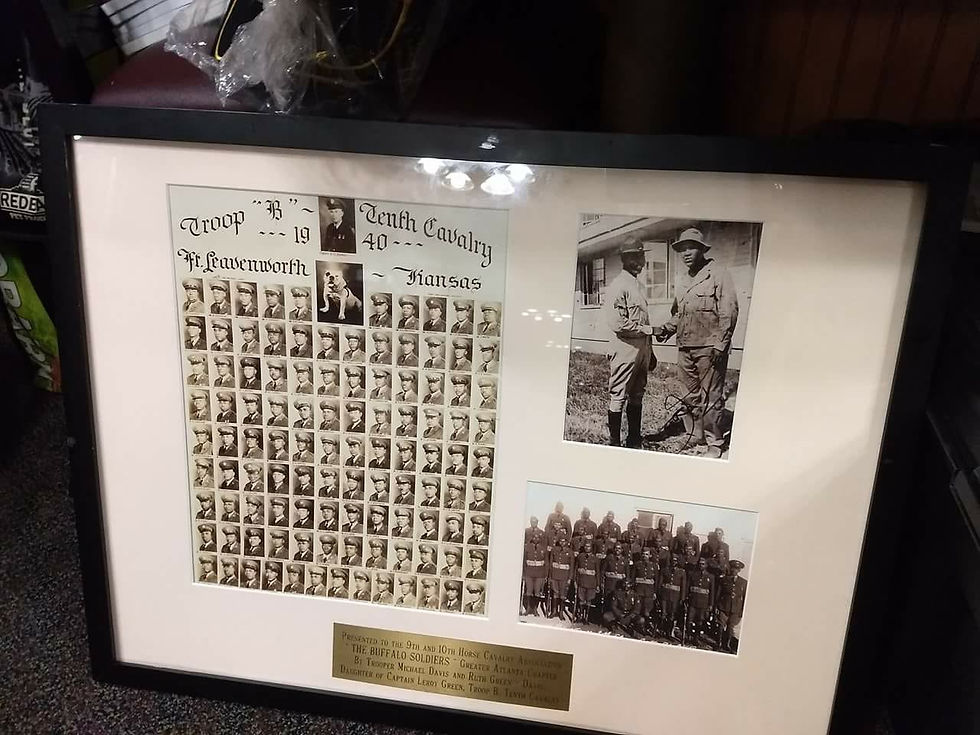 Troop "B" ~ Tenth Cavalry
--- 19 40 ---
Ft. Leavenworth ~ Kansas
PRESENTED TO THE 9TH AND 10TH HORSE CAVALRY ASSOCIATION
"THE BUFFALO SOLDIERS" GREATER ATLANTA CHAPTER
BY TROOPER MICHAEL DAVIS AND RUTH GREEN DAVIS
DAUGHTER OF CAPTAIN LEROY GREEN, TROOP B, TENTH CAVALRY